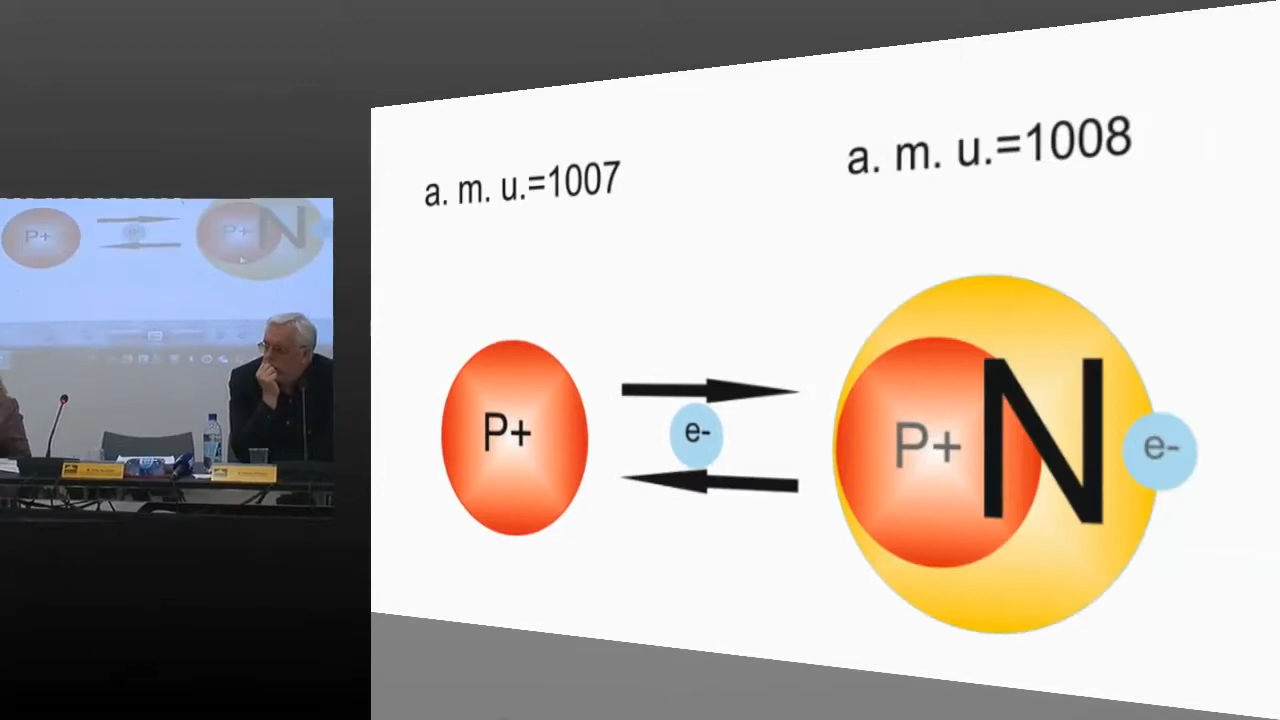 a. m. u.=1007
a. m. u.=1008
P+
e-
P+
N
e-
P+
e-
P+
N